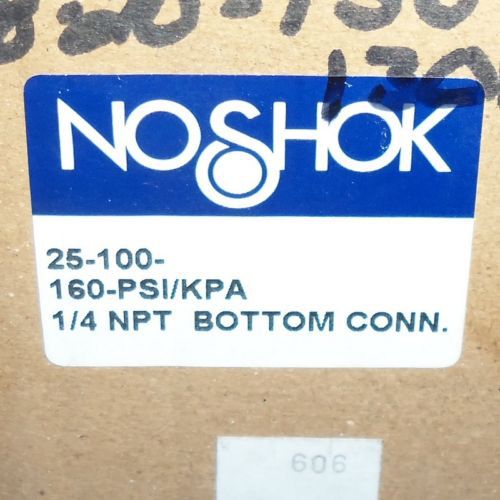 NOSHOK
25-100-
160-PSI/KPA
1/4 NPT BOTTOM CONN.
606